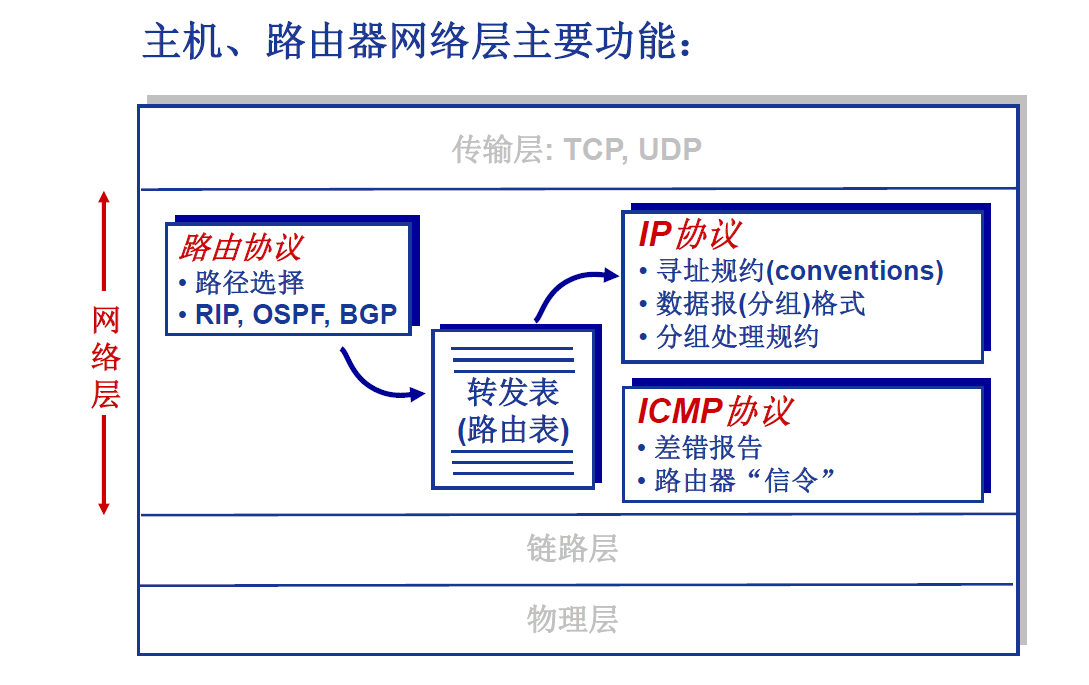 主机、路由器网络层主要功能：
传输层: TCP, UDP
网
络
层
路由协议
• 路径选择
• RIP, OSPF, BGP
转发表
(路由表)
IP协议
• 寻址规约(conventions)
• 数据报(分组)格式
• 分组处理规约
ICMP协议
• 差错报告
• 路由器“信令”
链路层
物理层